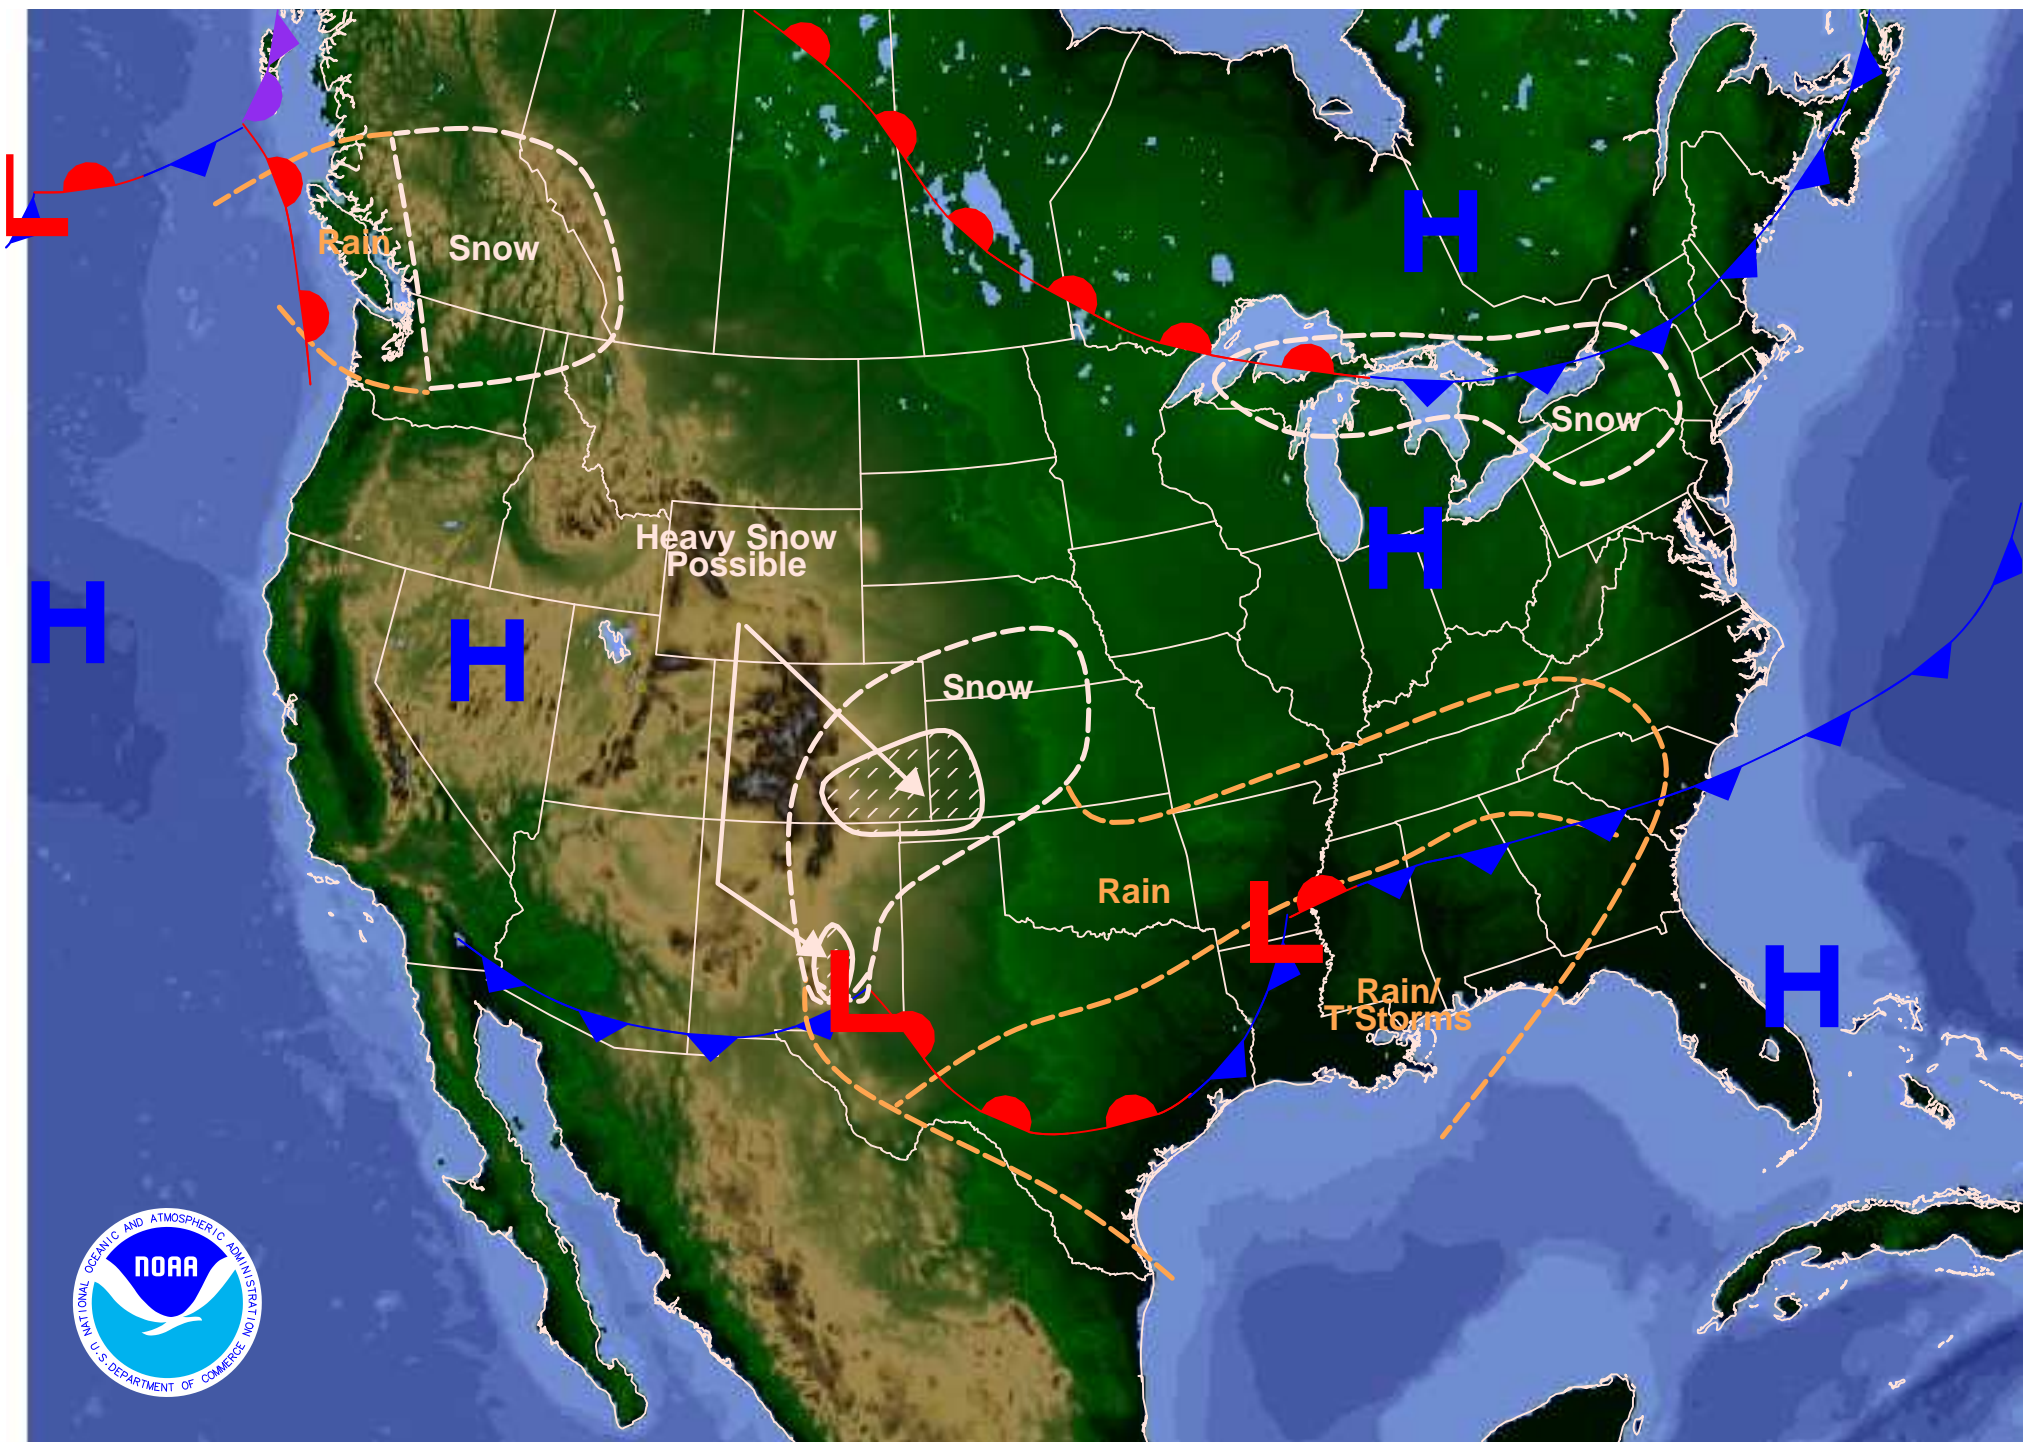 L
Rain
Snow
H
Snow
Heavy Snow
Possible
H
H
H
Snow
Rain
L
L
Rain/
T'Storms
H
NATIONAL OCEANIC AND ATMOSPHERIC ADMINISTRATION
NOAA
U.S. DEPARTMENT OF COMMERCE